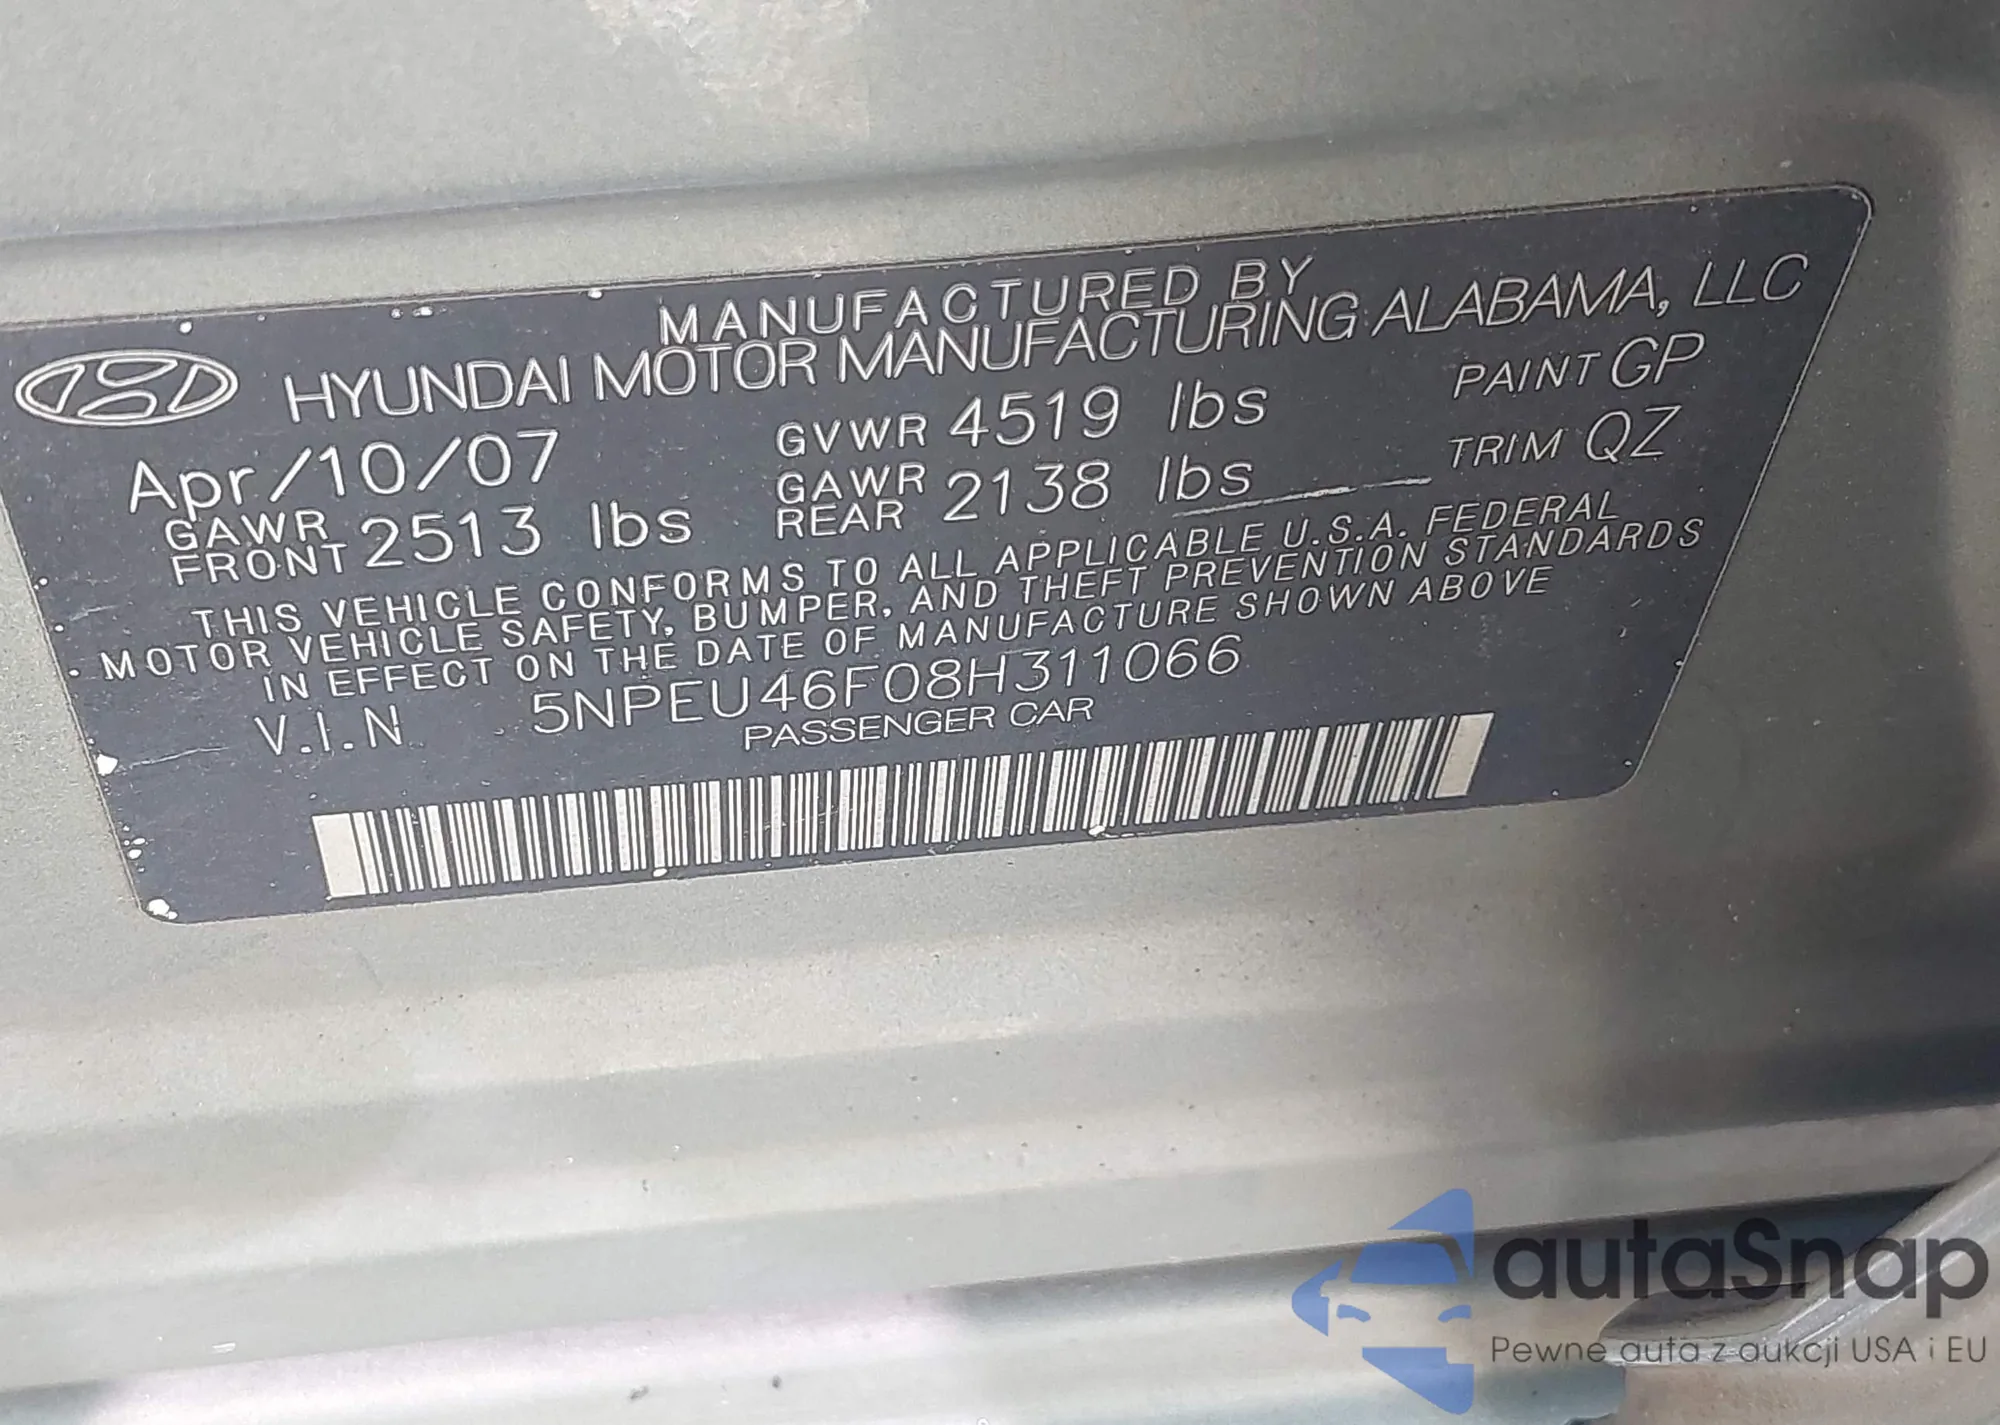 MANUFACTURED BY
HYUNDAI MOTOR MANUFACTURING ALABAMA, LLC
Apr/10/07 GVWR 4519 lbs PAINT GP
GAWR FRONT 2513 lbs GAWR REAR 2138 lbs TRIM QZ
THIS VEHICLE CONFORMS TO ALL APPLICABLE U.S.A. FEDERAL
MOTOR VEHICLE SAFETY, BUMPER, AND THEFT PREVENTION STANDARDS
IN EFFECT ON THE DATE OF MANUFACTURE SHOWN ABOVE
V.I.N 5NPEU46F08H311066
PASSENGER CAR
autaSnap
Pewne auta z aukcji USA i EU